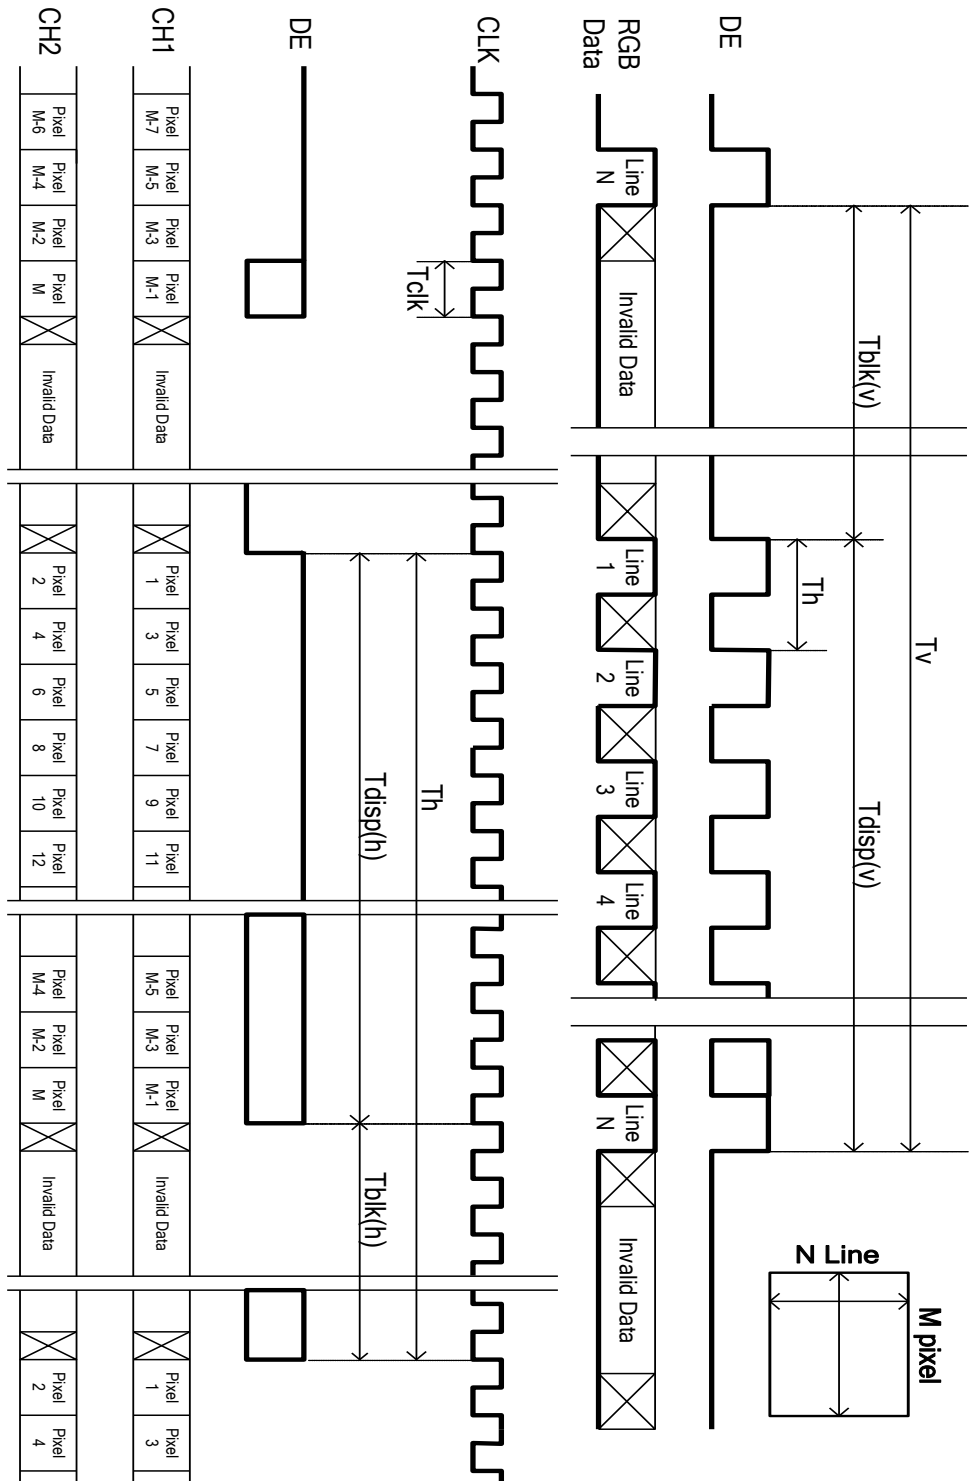 Tv
Tblk(v)
Tdisp(v)
Th
DE
RGB
Data
Line
N
Invalid Data
Line
1
Line
2
Line
3
Line
4
Line
N
Invalid Data
M pixel
N Line
CLK
Tclk
Th
Tdisp(h)
Tblk(h)
DE
CH1
Pixel
M-7
Pixel
M-5
Pixel
M-3
Pixel
M-1
Invalid Data
Pixel
1
Pixel
3
Pixel
5
Pixel
7
Pixel
9
Pixel
11
Pixel
M-5
Pixel
M-3
Pixel
M-1
Invalid Data
Pixel
1
Pixel
3
CH2
Pixel
M-6
Pixel
M-4
Pixel
M-2
Pixel
M
Invalid Data
Pixel
2
Pixel
4
Pixel
6
Pixel
8
Pixel
10
Pixel
12
Pixel
M-4
Pixel
M-2
Pixel
M
Invalid Data
Pixel
2
Pixel
4